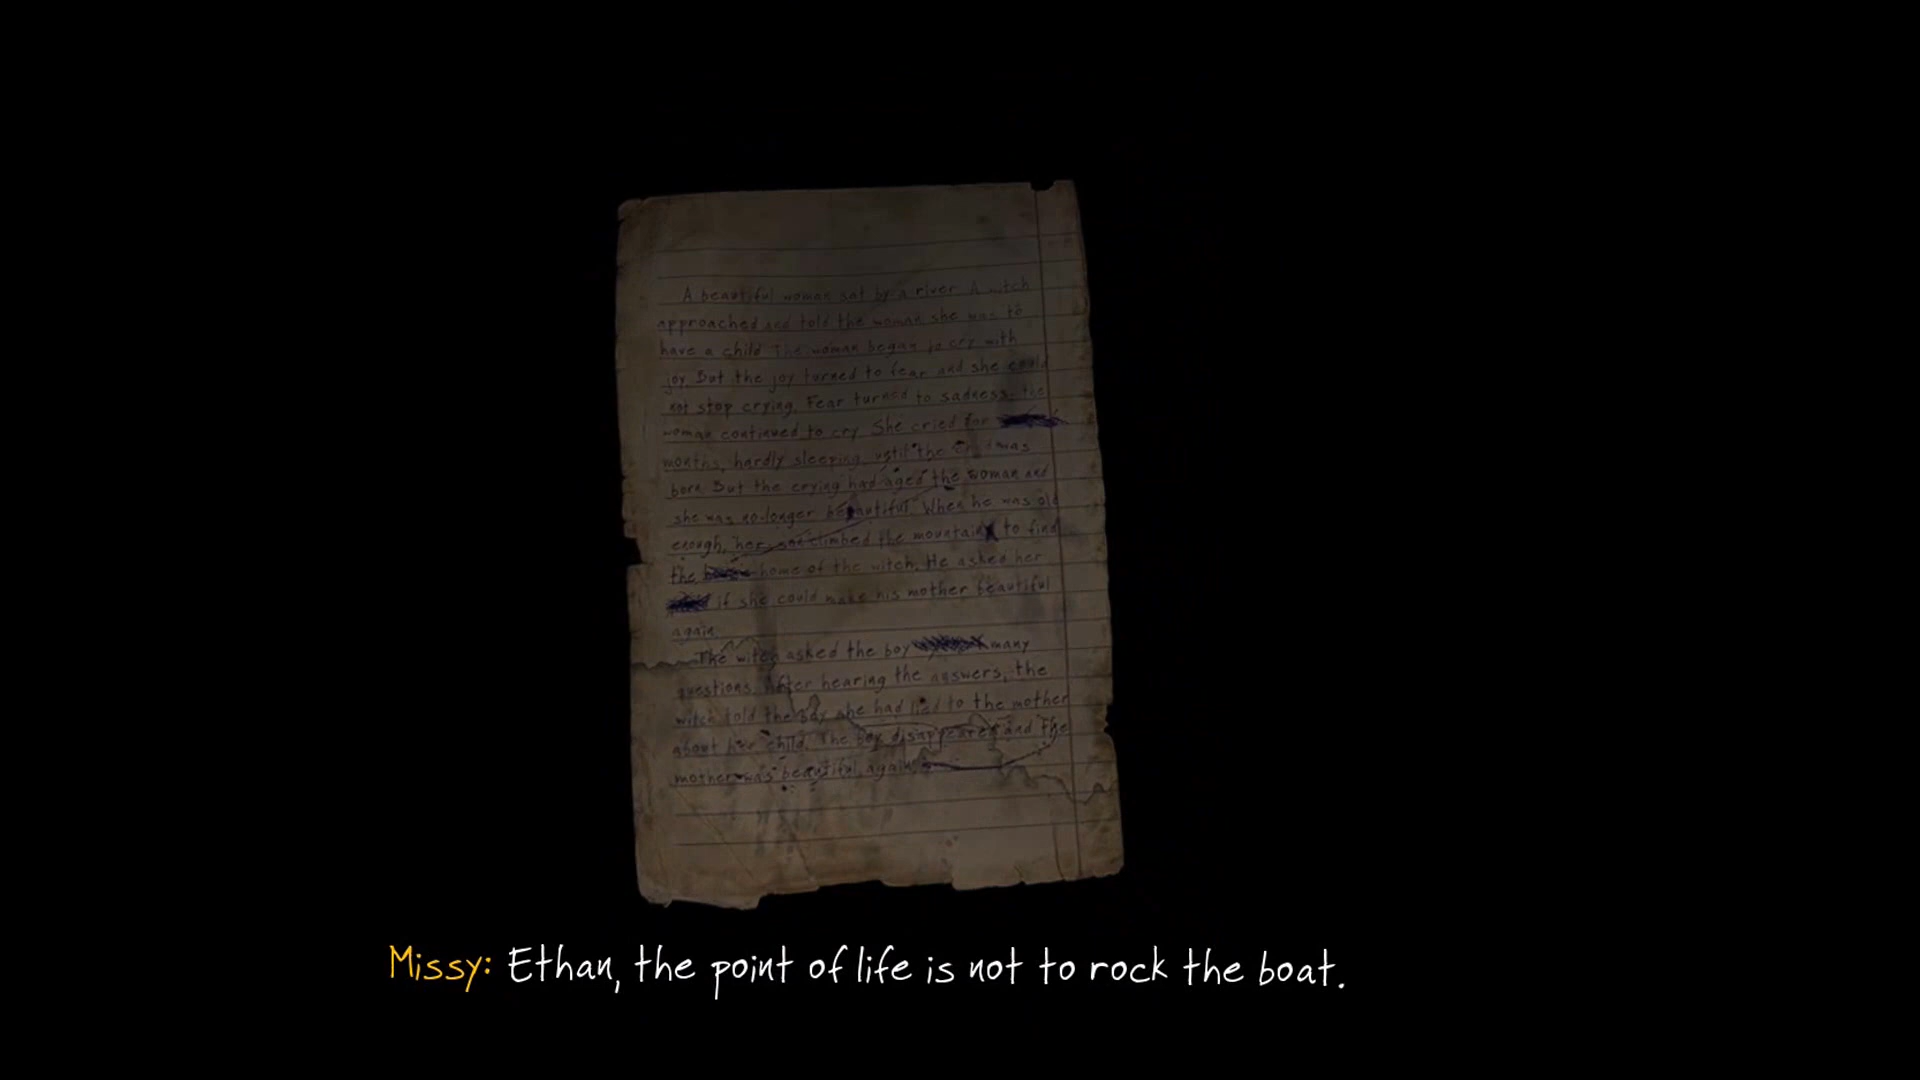 A beautiful woman sat by a river. A witch
approached and told the woman she was to
have a child. The woman began to cry with
joy. But the joy turned to fear and she could
not stop crying. Fear turned to sadness. The
woman continued to cry. She cried for
months, hardly sleeping, until the was
born. But the crying had aged the woman and
she was no-longer beautiful. When he was old
enough, her son climbed the mountain to find
the home of the witch. He asked her
if she could make his mother beautiful
again.
The witch asked the boy many
questions. After hearing the answers, the
witch told the boy she had lied to the mother
about her child. The boy disappeared and the
mother was beautiful again.
Missy: Ethan, the point of life is not to rock the boat.